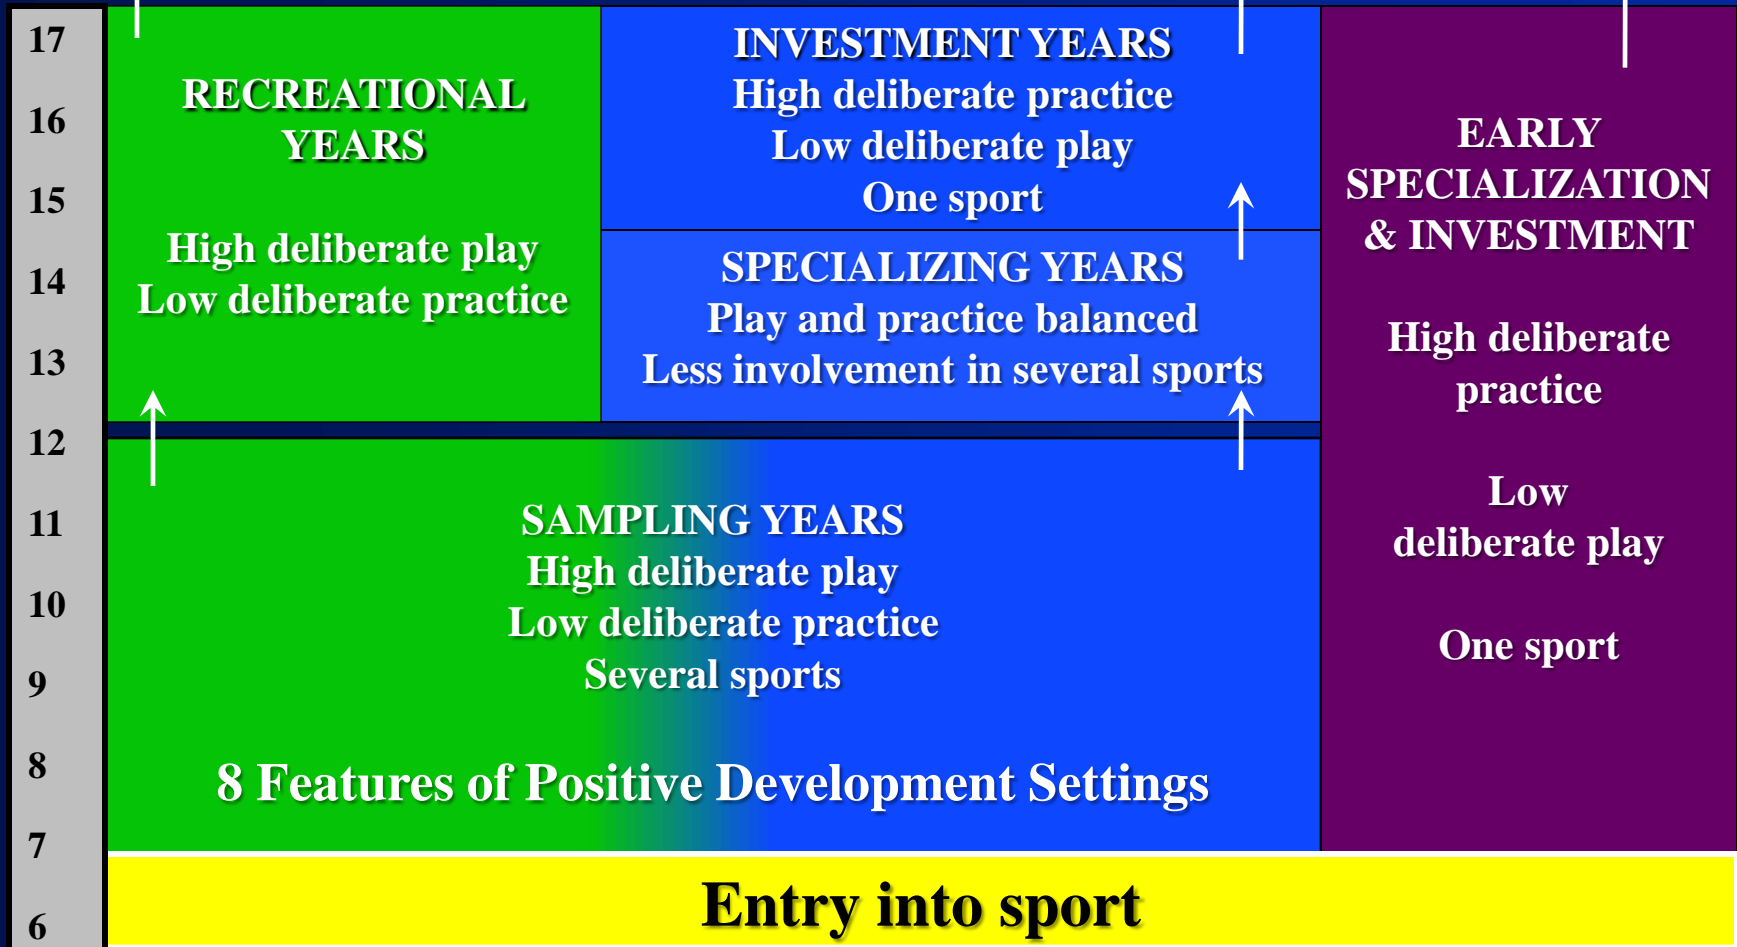 17
16
15
14
13
12
11
10
9
8
7
6
RECREATIONAL
YEARS
High deliberate play
Low deliberate practice
INVESTMENT YEARS
High deliberate practice
Low deliberate play
One sport
SPECIALIZING YEARS
Play and practice balanced
Less involvement in several sports
EARLY
SPECIALIZATION
& INVESTMENT
High deliberate
practice
Low
deliberate play
One sport
SAMPLING YEARS
High deliberate play
Low deliberate practice
Several sports
8 Features of Positive Development Settings
Entry into sport